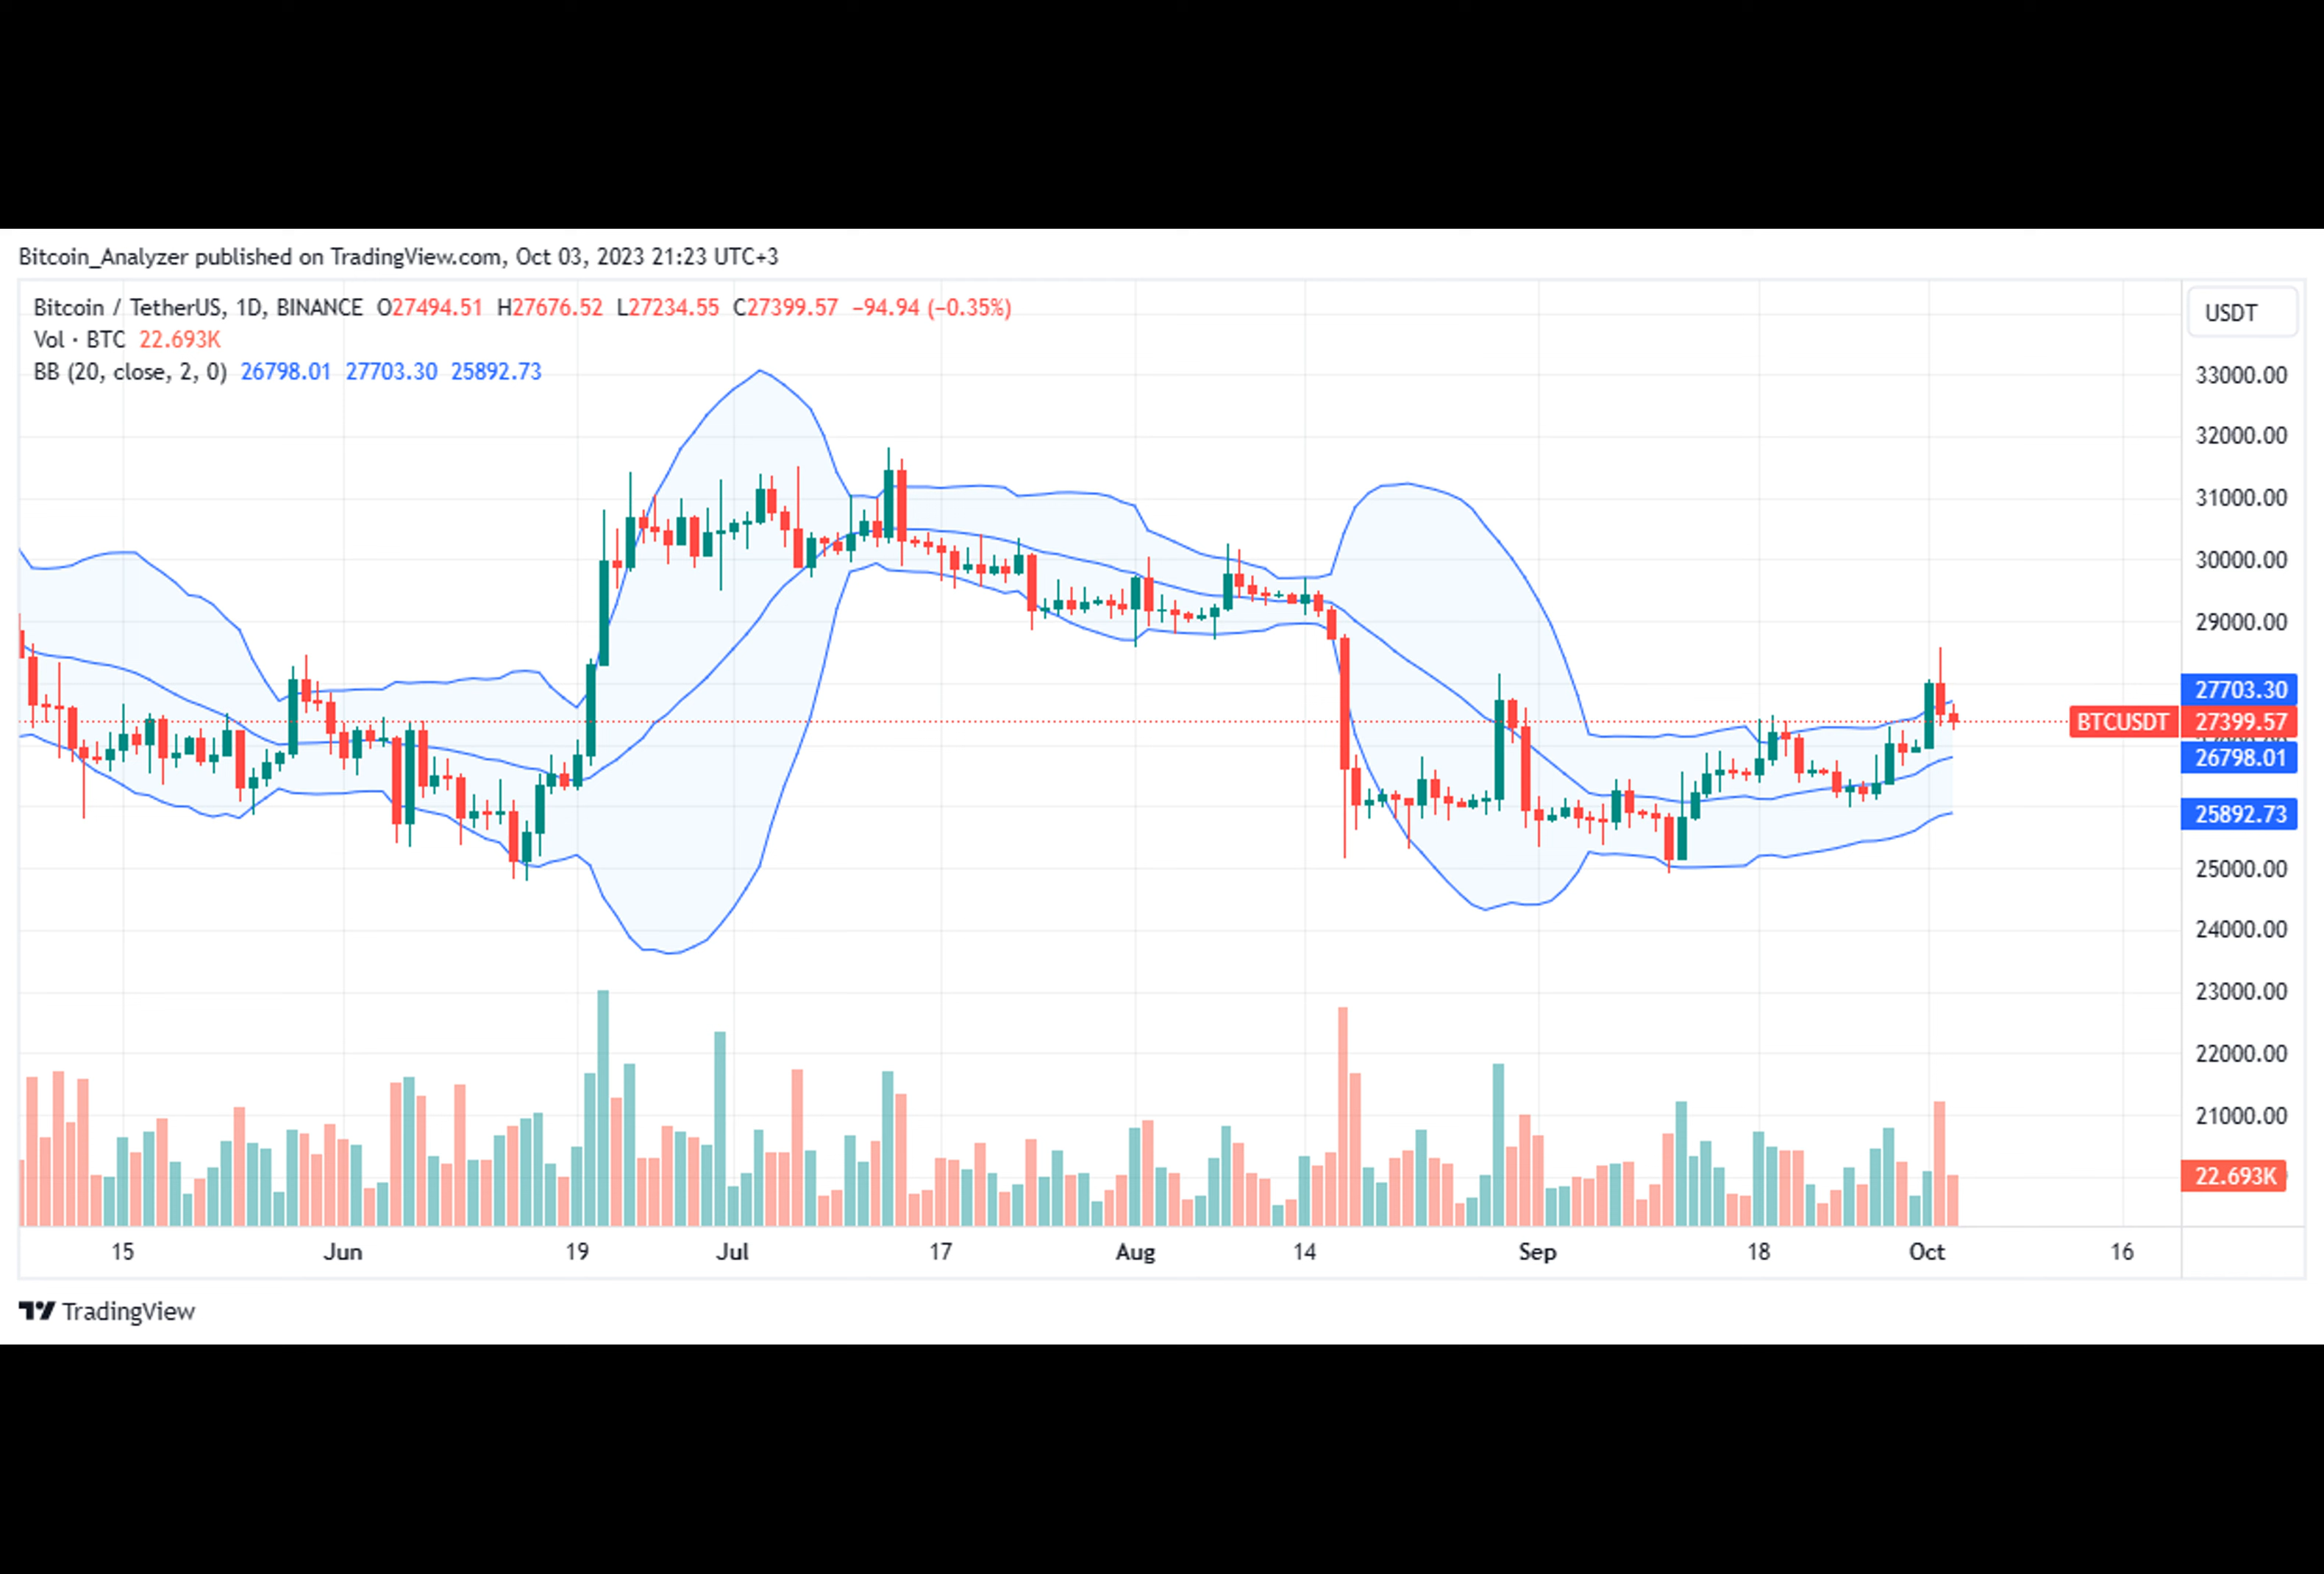 Bitcoin_Analyzer published on TradingView.com, Oct 03, 2023 21:23 UTC+3
Bitcoin / TetherUS, 1D, BINANCE O27494.51 H27676.52 L27234.55 C27399.57 −94.94 (−0.35%)
USDT
Vol · BTC 22.693K
BB (20, close, 2, 0) 26798.01 27703.30 25892.73
33000.00
32000.00
31000.00
30000.00
29000.00
27703.30
BTCUSDT 27399.57
26798.01
25892.73
25000.00
24000.00
23000.00
22000.00
21000.00
22.693K
15 Jun 19 Jul 17 Aug 14 Sep 18 Oct 16
TradingView